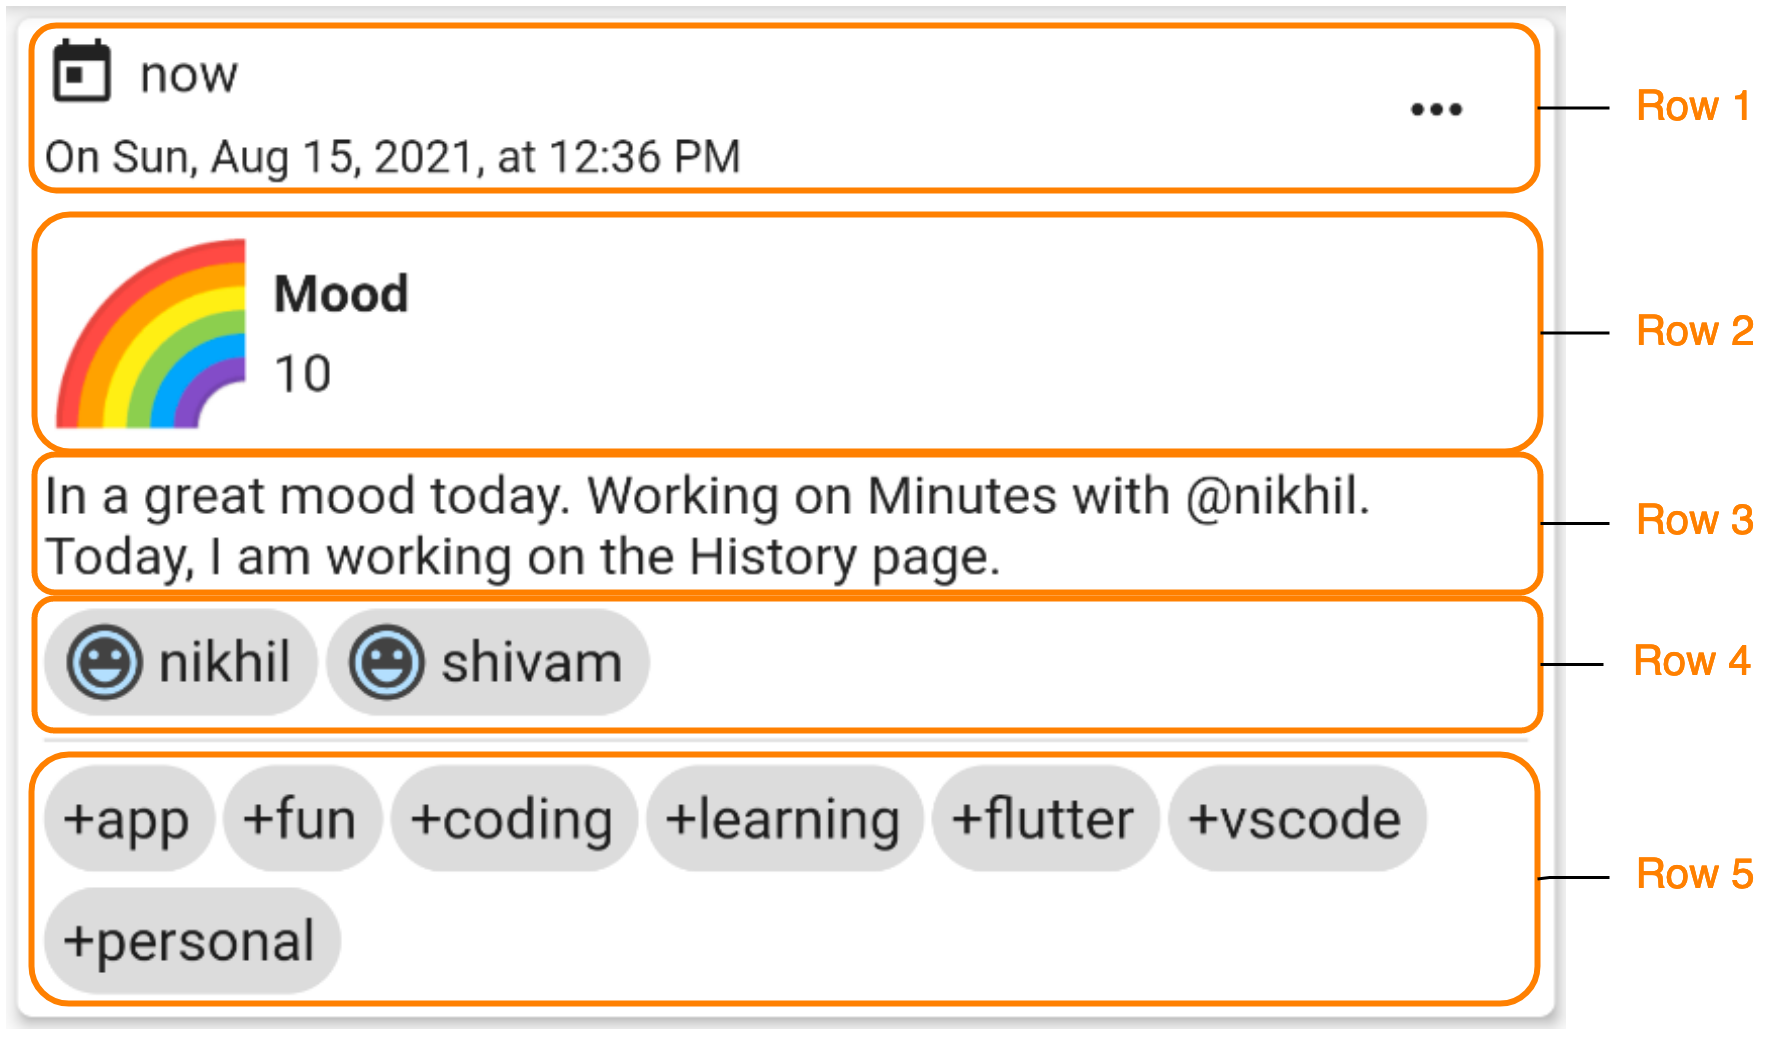 now
On Sun, Aug 15, 2021, at 12:36 PM
Row 1
Mood
10
Row 2
In a great mood today. Working on Minutes with @nikhil.
Today, I am working on the History page.
Row 3
nikhil shivam
Row 4
+app +fun +coding +learning +flutter +vscode
+personal
Row 5